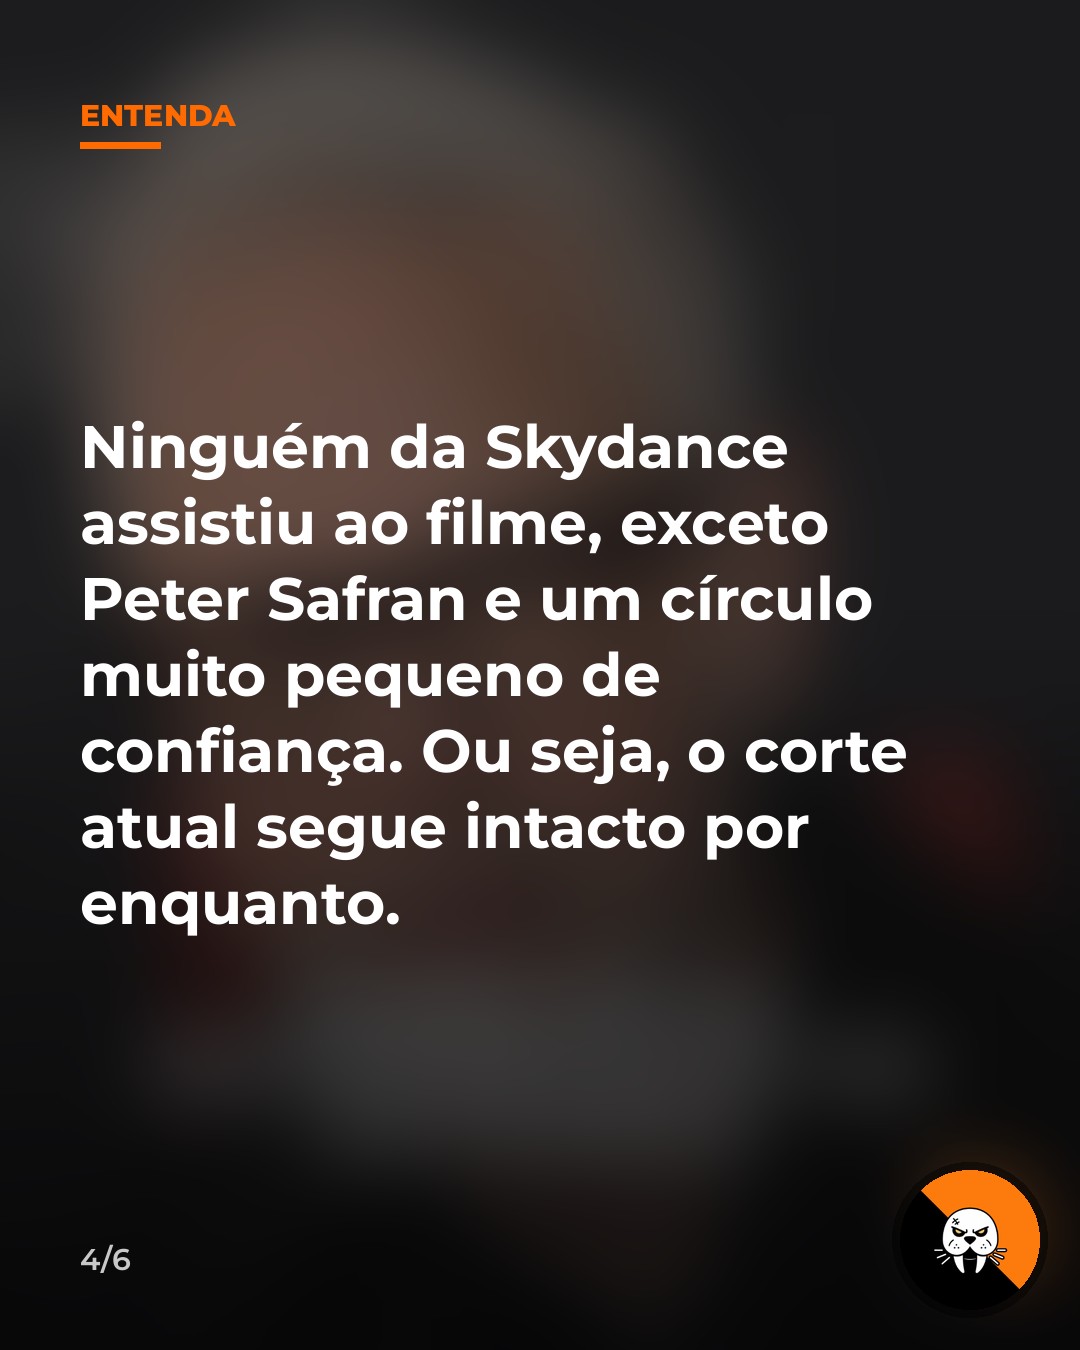 ENTENDA
Ninguém da Skydance
assistiu ao filme, exceto
Peter Safran e um círculo
muito pequeno de
confiança. Ou seja, o corte
atual segue intacto por
enquanto.
4/6